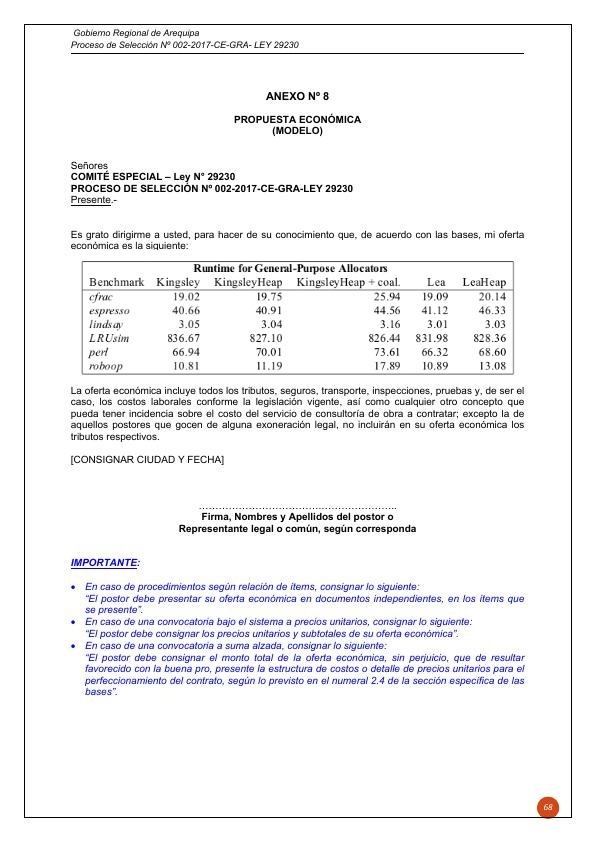 Gobierno Regional de Arequipa
Proceso de Selección Nº 002-2017-CE-GRA- LEY 29230
ANEXO Nº 8
PROPUESTA ECONÓMICA
(MODELO)
Señores
COMITÉ ESPECIAL – Ley N° 29230
PROCESO DE SELECCIÓN Nº 002-2017-CE-GRA-LEY 29230
Presente.-
Es grato dirigirme a usted, para hacer de su conocimiento que, de acuerdo con las bases, mi oferta
económica es la siguiente:
Runtime for General-Purpose Allocators
Benchmark Kingsley KingsleyHeap KingsleyHeap + coal. Lea LeaHeap
cfrac 19.02 19.75 25.94 19.09 20.14
espresso 40.66 40.91 44.56 41.12 46.33
lindsay 3.05 3.04 3.16 3.01 3.03
LRUsim 836.67 827.10 826.44 831.98 828.36
perl 66.94 70.01 73.61 66.32 68.60
roboop 10.81 11.19 17.89 10.89 13.08
La oferta económica incluye todos los tributos, seguros, transporte, inspecciones, pruebas y, de ser el
caso, los costos laborales conforme la legislación vigente, así como cualquier otro concepto que
pueda tener incidencia sobre el costo del servicio de consultoría de obra a contratar; excepto la de
aquellos postores que gocen de alguna exoneración legal, no incluirán en su oferta económica los
tributos respectivos.
[CONSIGNAR CIUDAD Y FECHA]
……………………………….…………………..
Firma, Nombres y Apellidos del postor o
Representante legal o común, según corresponda
IMPORTANTE:
• En caso de procedimientos según relación de ítems, consignar lo siguiente:
“El postor debe presentar su oferta económica en documentos independientes, en los ítems que
se presente”.
• En caso de una convocatoria bajo el sistema a precios unitarios, consignar lo siguiente:
“El postor debe consignar los precios unitarios y subtotales de su oferta económica”.
• En caso de una convocatoria a suma alzada, consignar lo siguiente:
“El postor debe consignar el monto total de la oferta económica, sin perjuicio, que de resultar
favorecido con la buena pro, presente la estructura de costos o detalle de precios unitarios para el
perfeccionamiento del contrato, según lo previsto en el numeral 2.4 de la sección específica de las
bases”.
68